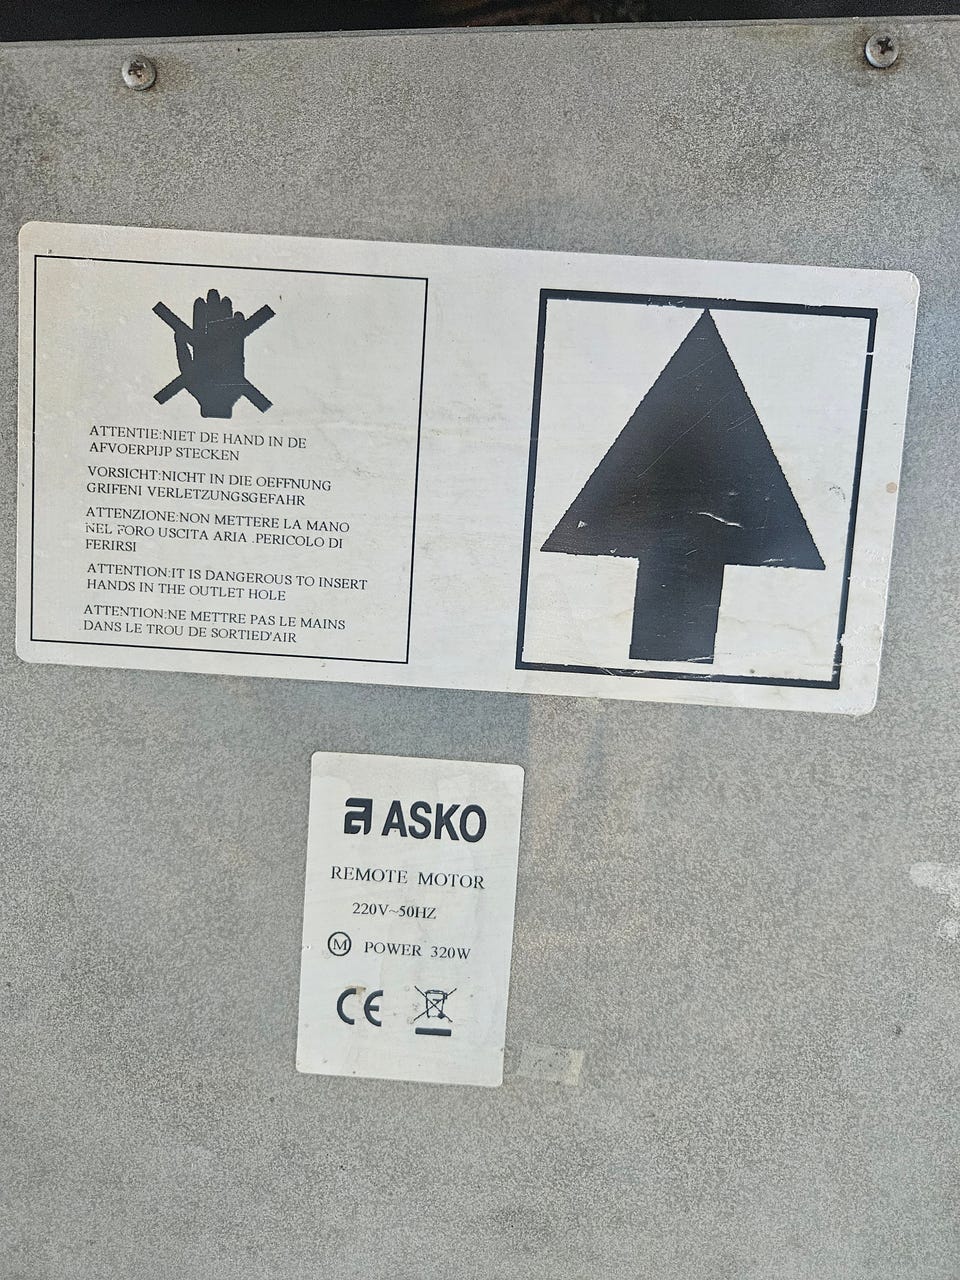 ATTENTIE:NIET DE HAND IN DE
AFVOERPIJP STECKEN
VORSICHT:NICHT IN DIE OEFFNUNG
GRIFENI VERLETZUNGSGEFAHR
ATTENZIONE:NON METTERE LA MANO
NEL FORO USCITA ARIA .PERICOLO DI
FERIRSI
ATTENTION:IT IS DANGEROUS TO INSERT
HANDS IN THE OUTLET HOLE
ATTENTION:NE METTRE PAS LE MAINS
DANS LE TROU DE SORTIED'AIR
a ASKO
REMOTE MOTOR
220V~50HZ
M POWER 320W
CE